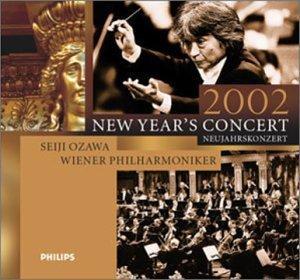 2002
NEW YEAR'S CONCERT
NEUJAHRSKONZERT
SEIJI OZAWA
WIENER PHILHARMONIKER
PHILIPS